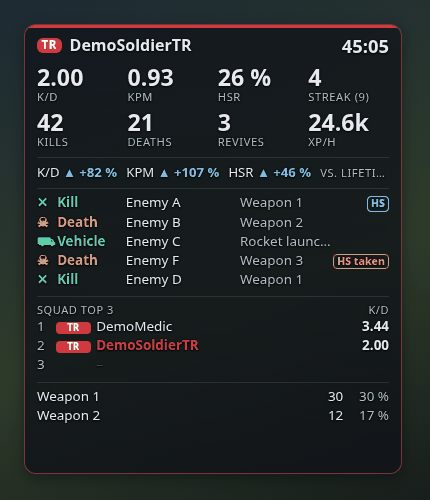 TR DemoSoldierTR 45:05
2.00 0.93 26 % 4
K/D KPM HSR STREAK (9)
42 21 3 24.6k
KILLS DEATHS REVIVES XP/H
K/D ▲ +82 % KPM ▲ +107 % HSR ▲ +46 % VS. LIFETI...
Kill Enemy A Weapon 1 HS
Death Enemy B Weapon 2
Vehicle Enemy C Rocket launc...
Death Enemy F Weapon 3 HS taken
Kill Enemy D Weapon 1
SQUAD TOP 3 K/D
1 TR DemoMedic 3.44
2 TR DemoSoldierTR 2.00
3 –
Weapon 1 30 30 %
Weapon 2 12 17 %